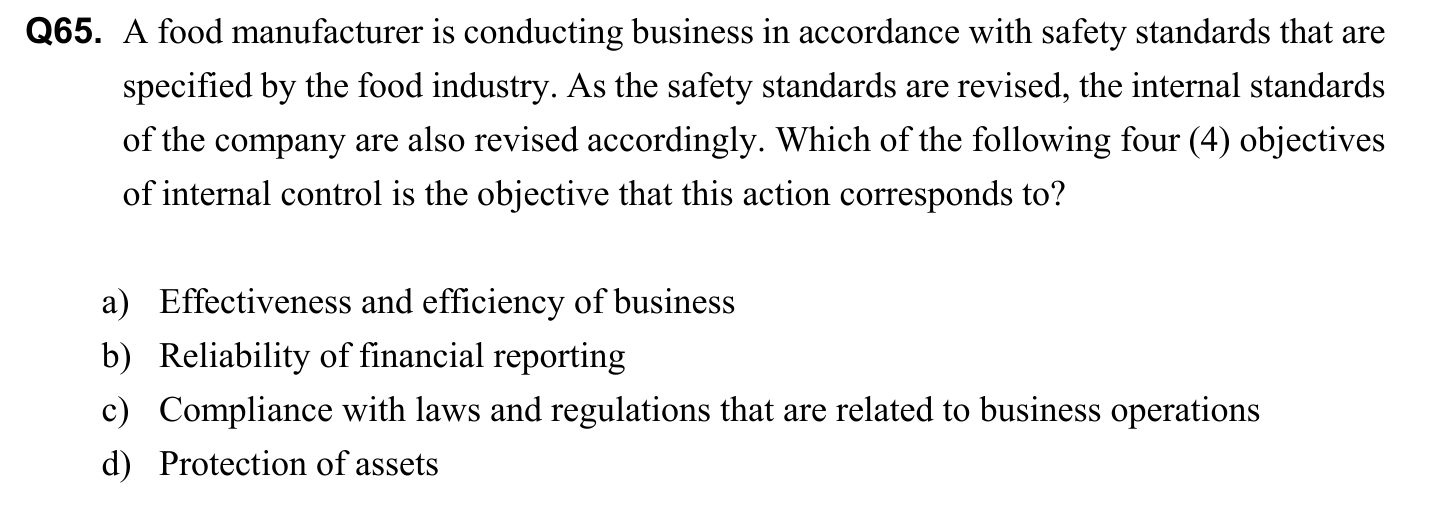 Q65. A food manufacturer is conducting business in accordance with safety standards that are
specified by the food industry. As the safety standards are revised, the internal standards
of the company are also revised accordingly. Which of the following four (4) objectives
of internal control is the objective that this action corresponds to?
a) Effectiveness and efficiency of business
b) Reliability of financial reporting
c) Compliance with laws and regulations that are related to business operations
d) Protection of assets